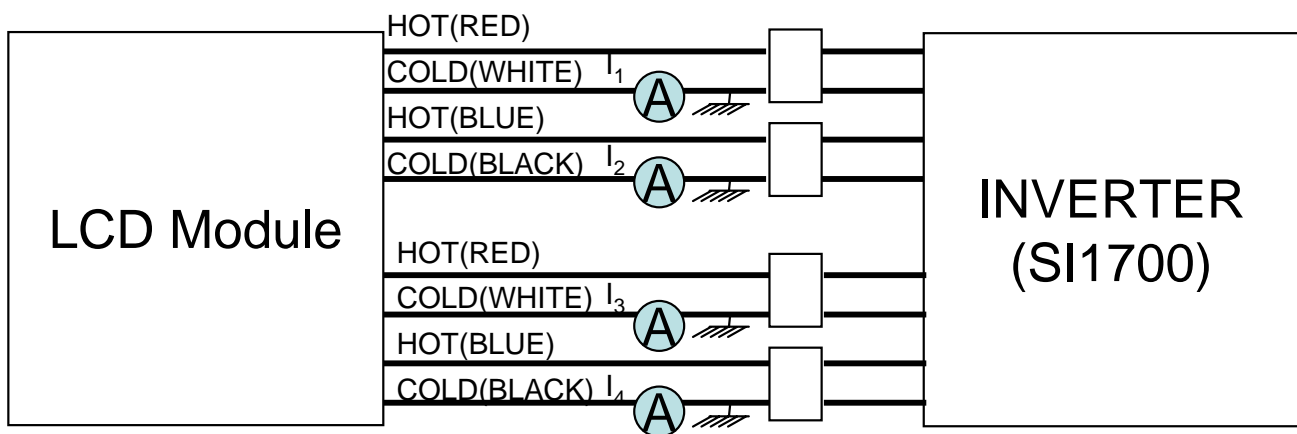 HOT(RED)
COLD(WHITE) I1
A
HOT(BLUE)
COLD(BLACK) I2
A
LCD Module
INVERTER
(SI1700)
HOT(RED)
COLD(WHITE) I3
A
HOT(BLUE)
COLD(BLACK) I4
A